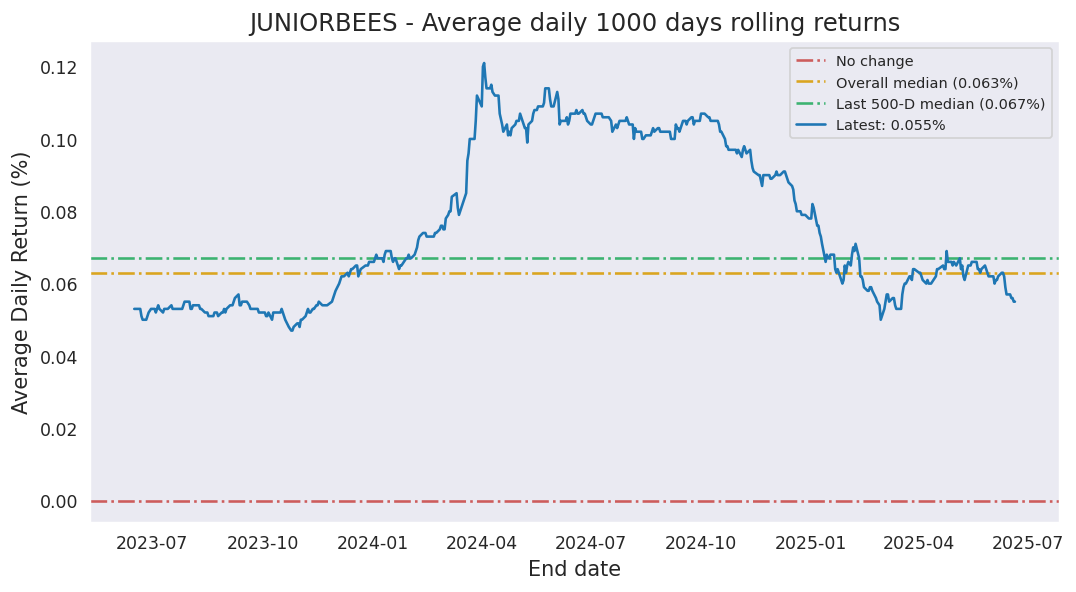 JUNIORBEES - Average daily 1000 days rolling returns
No change
Overall median (0.063%)
Last 500-D median (0.067%)
Latest: 0.055%
Average Daily Return (%)
0.12
0.10
0.08
0.06
0.04
0.02
0.00
2023-07 2023-10 2024-01 2024-04 2024-07 2024-10 2025-01 2025-04 2025-07
End date